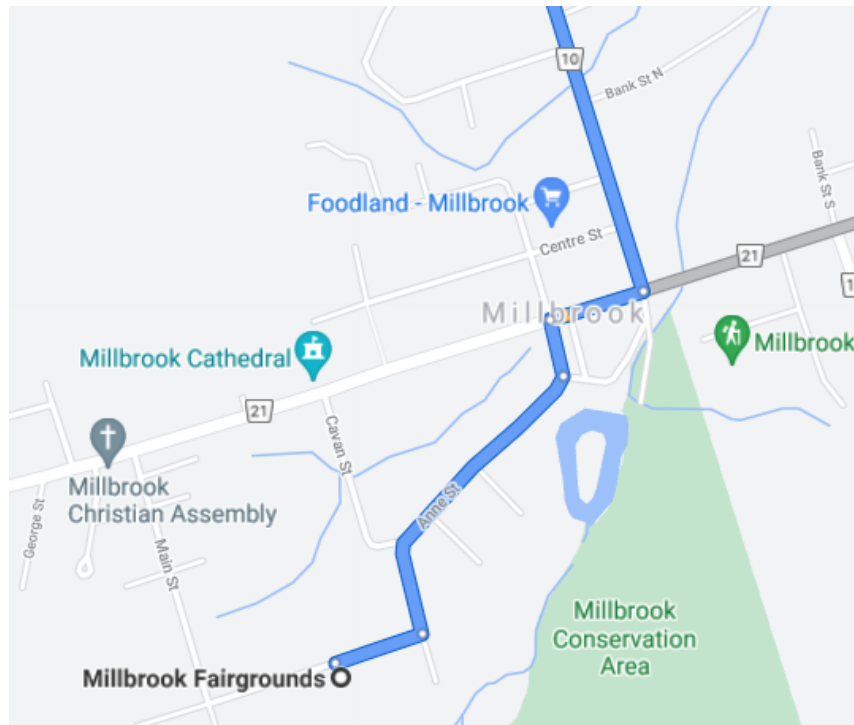 10
Bank St N
Bank St S
Foodland - Millbrook
Centre St
21
Millbrook
Millbrook
Millbrook Cathedral
21
Cavan St
Millbrook
Christian Assembly
George St
Main St
Anne St
Millbrook
Conservation
Area
Millbrook Fairgrounds